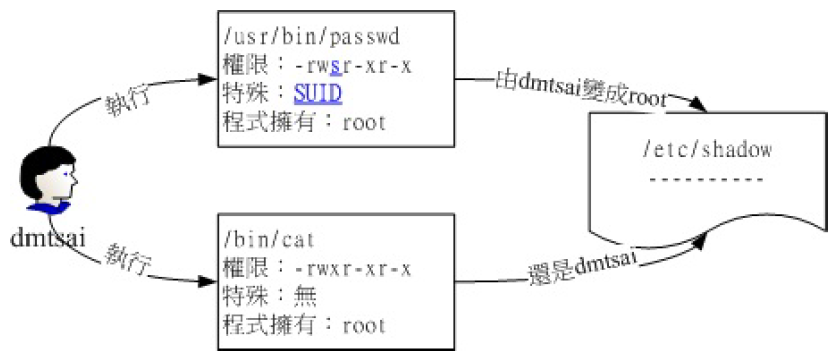 /usr/bin/passwd
權限：-rwsr-xr-x
特殊：SUID
程式擁有：root
執行
由dmtsai變成root
/etc/shadow
----------
dmtsai
執行
/bin/cat
權限：-rwxr-xr-x
特殊：無
程式擁有：root
還是dmtsai